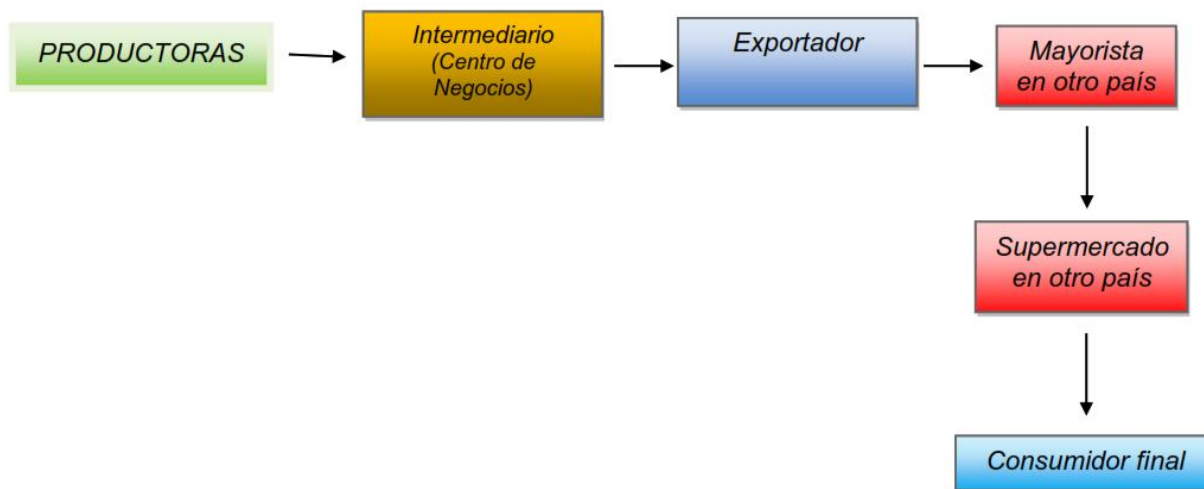 PRODUCTORAS
Intermediario
(Centro de
Negocios)
Exportador
Mayorista
en otro país
Supermercado
en otro país
Consumidor final